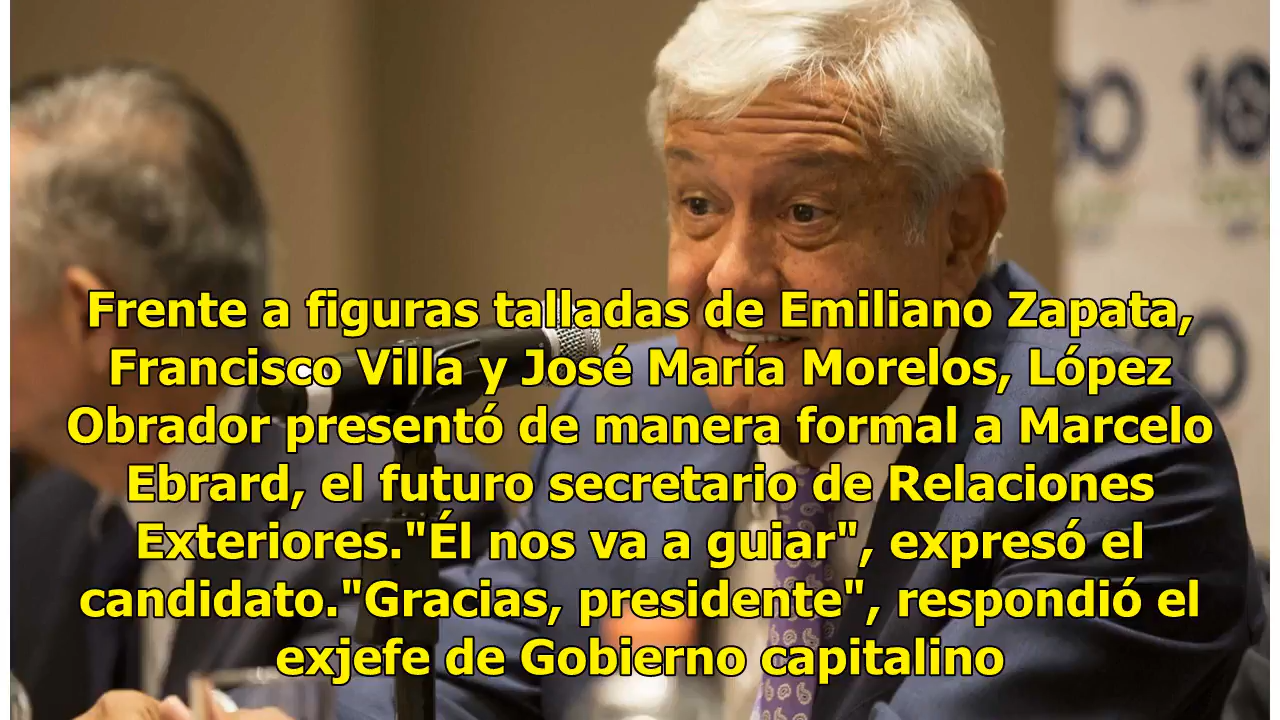 Frente a figuras talladas de Emiliano Zapata,
Francisco Villa y José María Morelos, López
Obrador presentó de manera formal a Marcelo
Ebrard, el futuro secretario de Relaciones
Exteriores."Él nos va a guiar", expresó el
candidato."Gracias, presidente", respondió el
exjefe de Gobierno capitalino